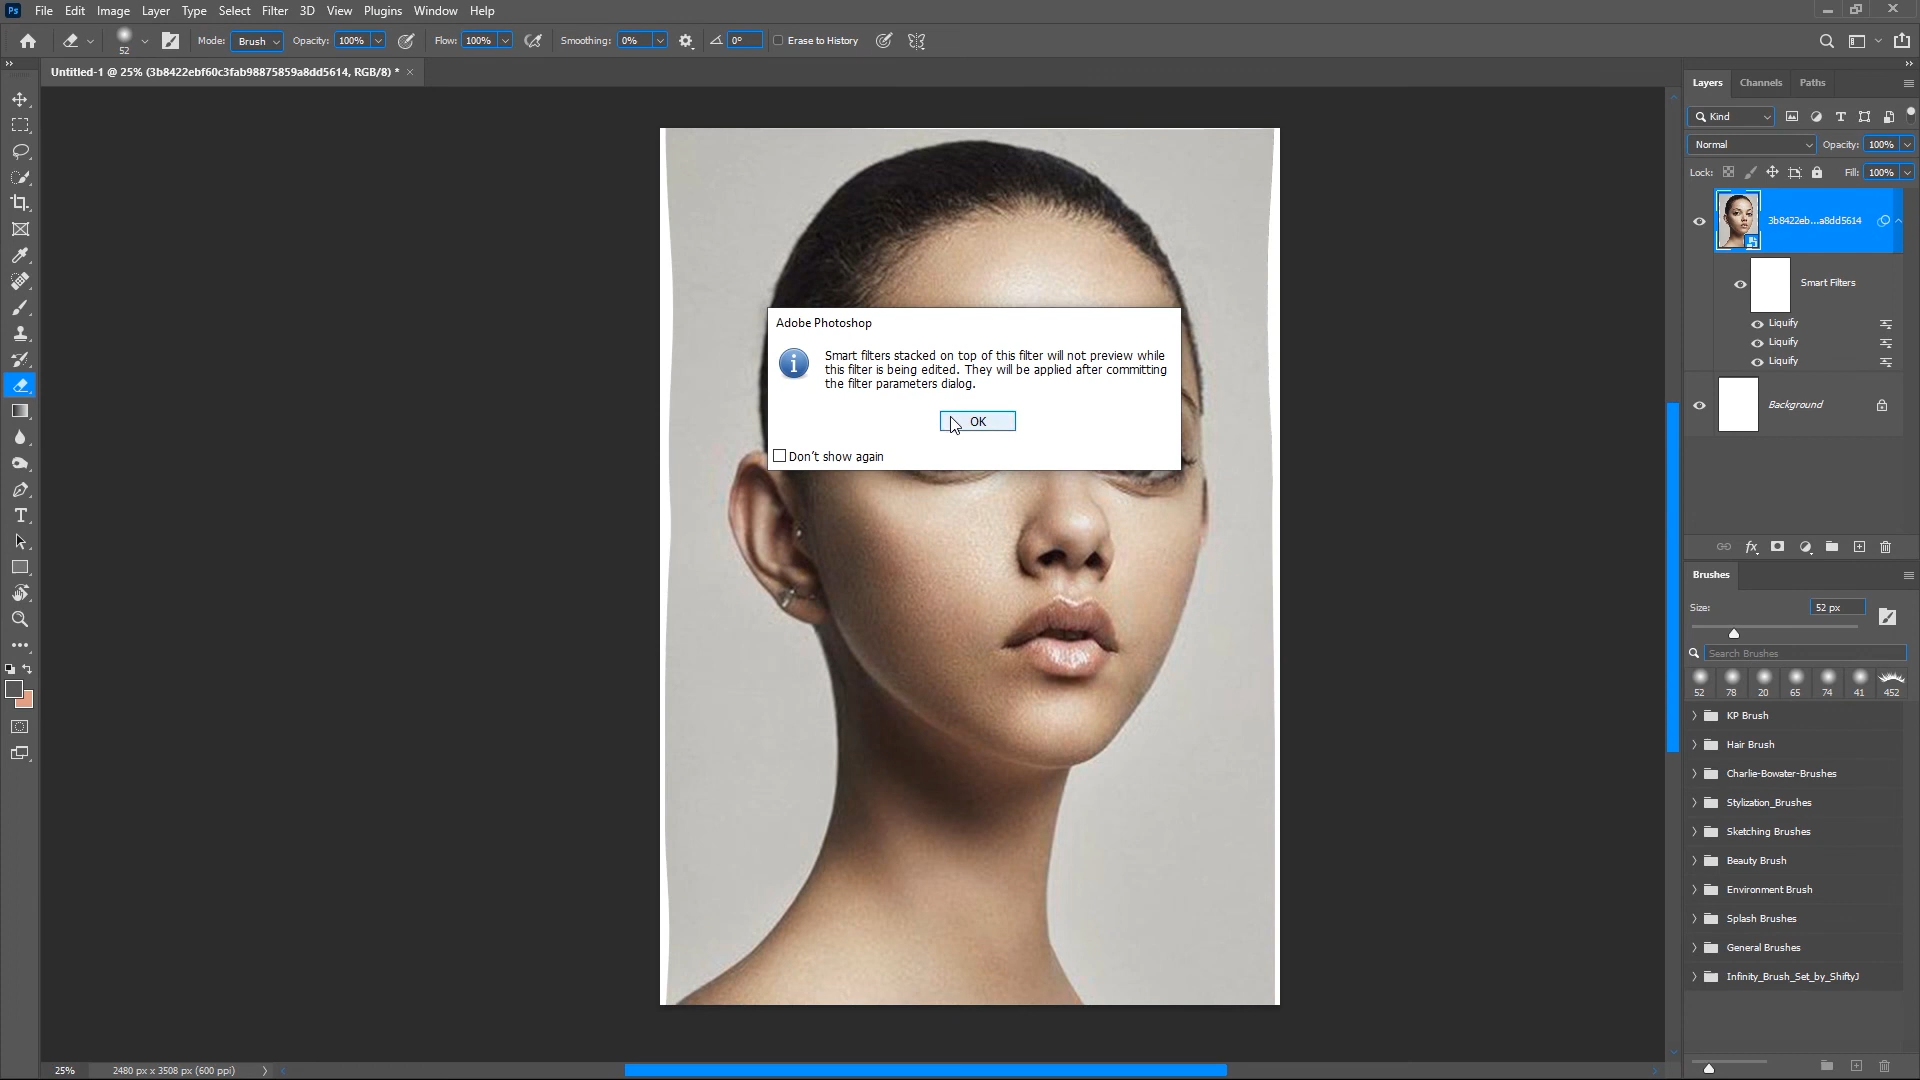 Ps File Edit Image Layer Type Select Filter 3D View Plugins Window Help
52 Mode: Brush Opacity: 100% Flow: 100% Smoothing: 0% 0° Erase to History
Untitled-1 @ 25% (3b8422ebf60c3fab98875859a8dd5614, RGB/8) *
Layers Channels Paths
Kind
Normal Opacity: 100%
Lock: Fill: 100%
3b8422eb...a8dd5614
Smart Filters
Liquify
Liquify
Liquify
Background
Adobe Photoshop
Smart filters stacked on top of this filter will not preview while
this filter is being edited. They will be applied after committing
the filter parameters dialog.
OK
Don't show again
Brushes
Size: 52 px
Search Brushes
52 78 20 65 74 41 452
KP Brush
Hair Brush
Charlie-Bowater-Brushes
Stylization_Brushes
Sketching Brushes
Beauty Brush
Environment Brush
Splash Brushes
General Brushes
Infinity_Brush_Set_by_ShiftyJ
25% 2480 px x 3508 px (600 ppi)